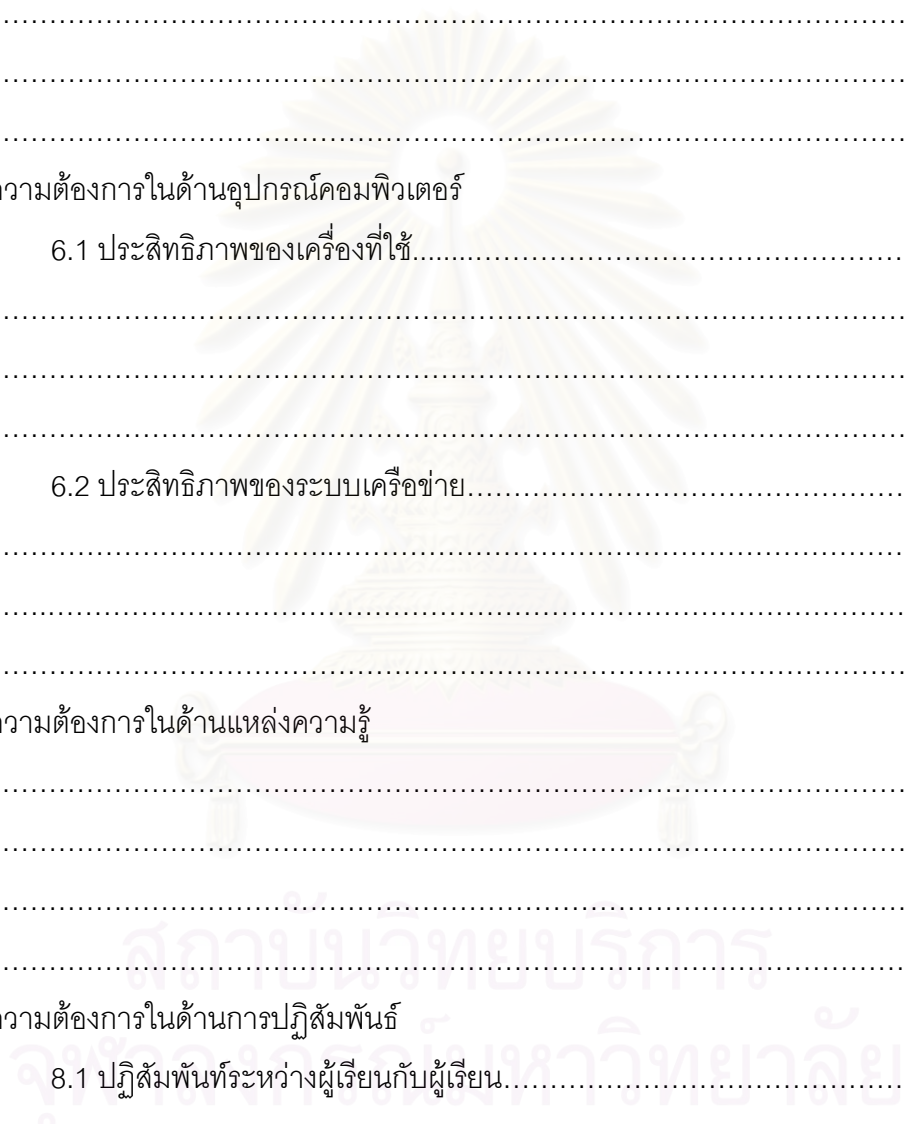 ……………………………………………………………………………………
……………………………………………………………………………………
……………………………………………………………………………………
วามต้องการในด้านอุปกรณ์คอมพิวเตอร์
6.1 ประสิทธิภาพของเครื่องที่ใช้........………………………………………
……………………………………………………………………………………
……………………………………………………………………………………
……………………………………………………………………………………
6.2 ประสิทธิภาพของระบบเครือข่าย……………………………………
……………………………..……………………………………………………
…..………………………………………………………………………………
……………………………………………………………………………………
วามต้องการในด้านแหล่งความรู้
……………………………………………………………………………………
……………………………………………………………………………………
……………………………………………………………………………………
……………………………………………………………………………………
สถาบันวิทยบริการ
วามต้องการในด้านการปฏิสัมพันธ์
จุฬาลงกรณ์มหาวิทยาลัย
8.1 ปฏิสัมพันท์ระหว่างผู้เรียนกับผู้เรียน…………………………………